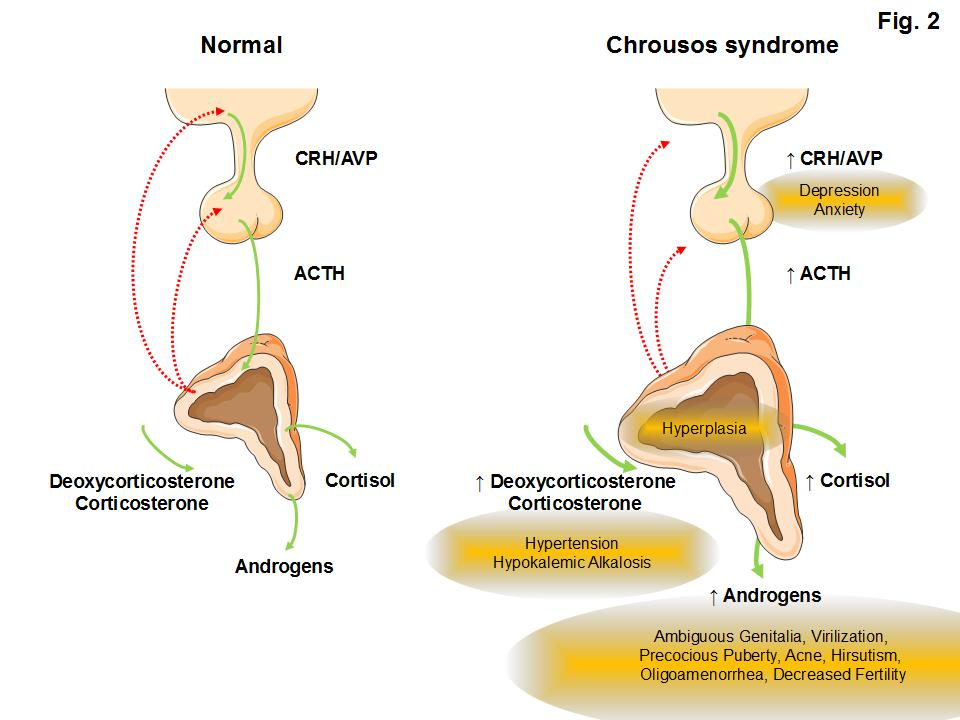 Fig. 2
Normal
Chrousos syndrome
CRH/AVP
ACTH
Deoxycorticosterone
Corticosterone
Cortisol
Androgens
↑ CRH/AVP
Depression
Anxiety
↑ ACTH
Hyperplasia
↑ Deoxycorticosterone
Corticosterone
↑ Cortisol
Hypertension
Hypokalemic Alkalosis
↑ Androgens
Ambiguous Genitalia, Virilization,
Precocious Puberty, Acne, Hirsutism,
Oligoamenorrhea, Decreased Fertility